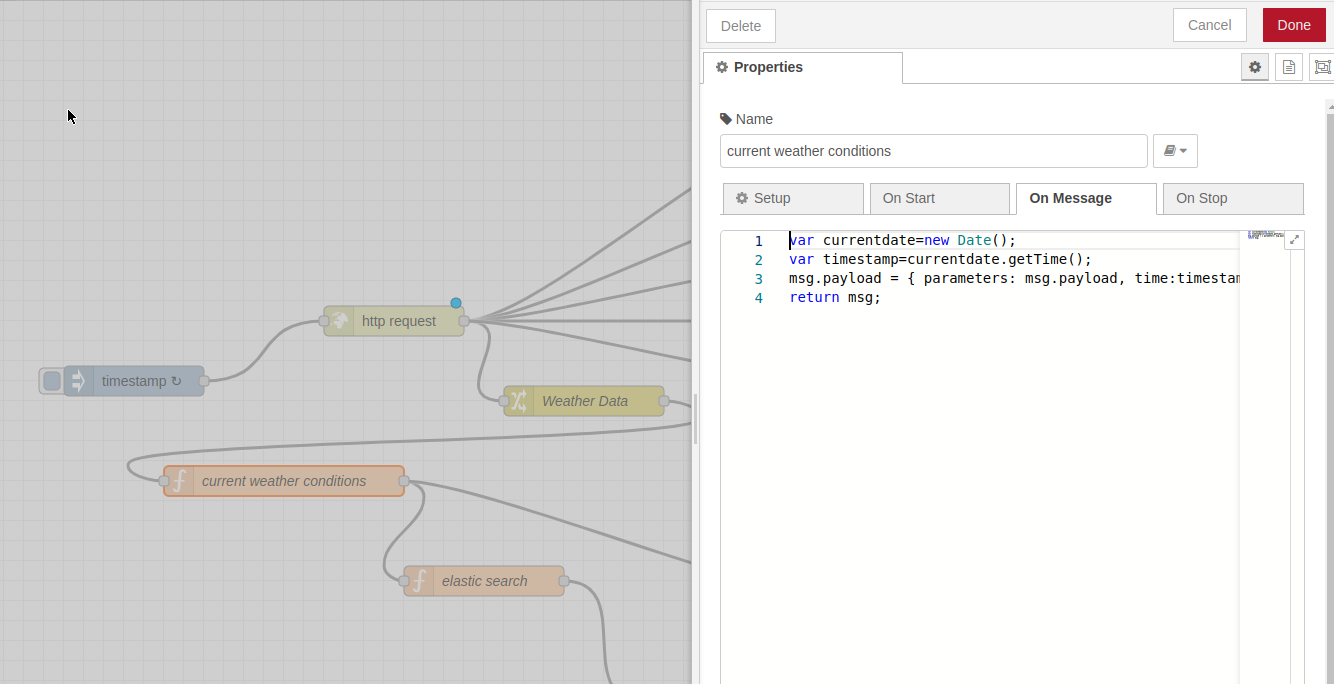 Delete
Cancel
Done
Properties
Name
current weather conditions
Setup
On Start
On Message
On Stop
1 var currentdate=new Date();
2 var timestamp=currentdate.getTime();
3 msg.payload = { parameters: msg.payload, time:timestam
4 return msg;
http request
timestamp ↻
Weather Data
current weather conditions
elastic search